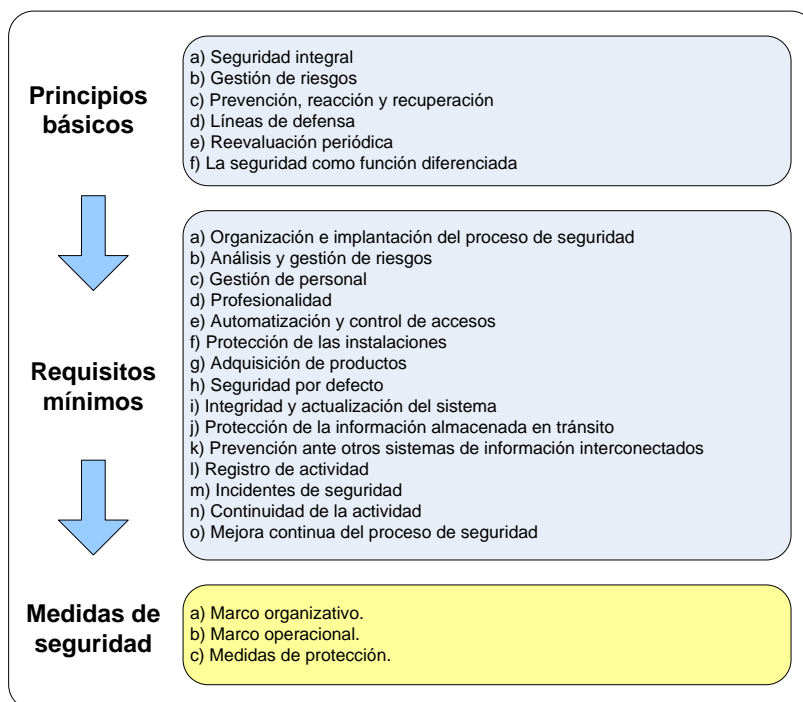 Principios
básicos
a) Seguridad integral
b) Gestión de riesgos
c) Prevención, reacción y recuperación
d) Líneas de defensa
e) Reevaluación periódica
f) La seguridad como función diferenciada
Requisitos
mínimos
a) Organización e implantación del proceso de seguridad
b) Análisis y gestión de riesgos
c) Gestión de personal
d) Profesionalidad
e) Automatización y control de accesos
f) Protección de las instalaciones
g) Adquisición de productos
h) Seguridad por defecto
i) Integridad y actualización del sistema
j) Protección de la información almacenada en tránsito
k) Prevención ante otros sistemas de información interconectados
l) Registro de actividad
m) Incidentes de seguridad
n) Continuidad de la actividad
o) Mejora continua del proceso de seguridad
Medidas de
seguridad
a) Marco organizativo.
b) Marco operacional.
c) Medidas de protección.